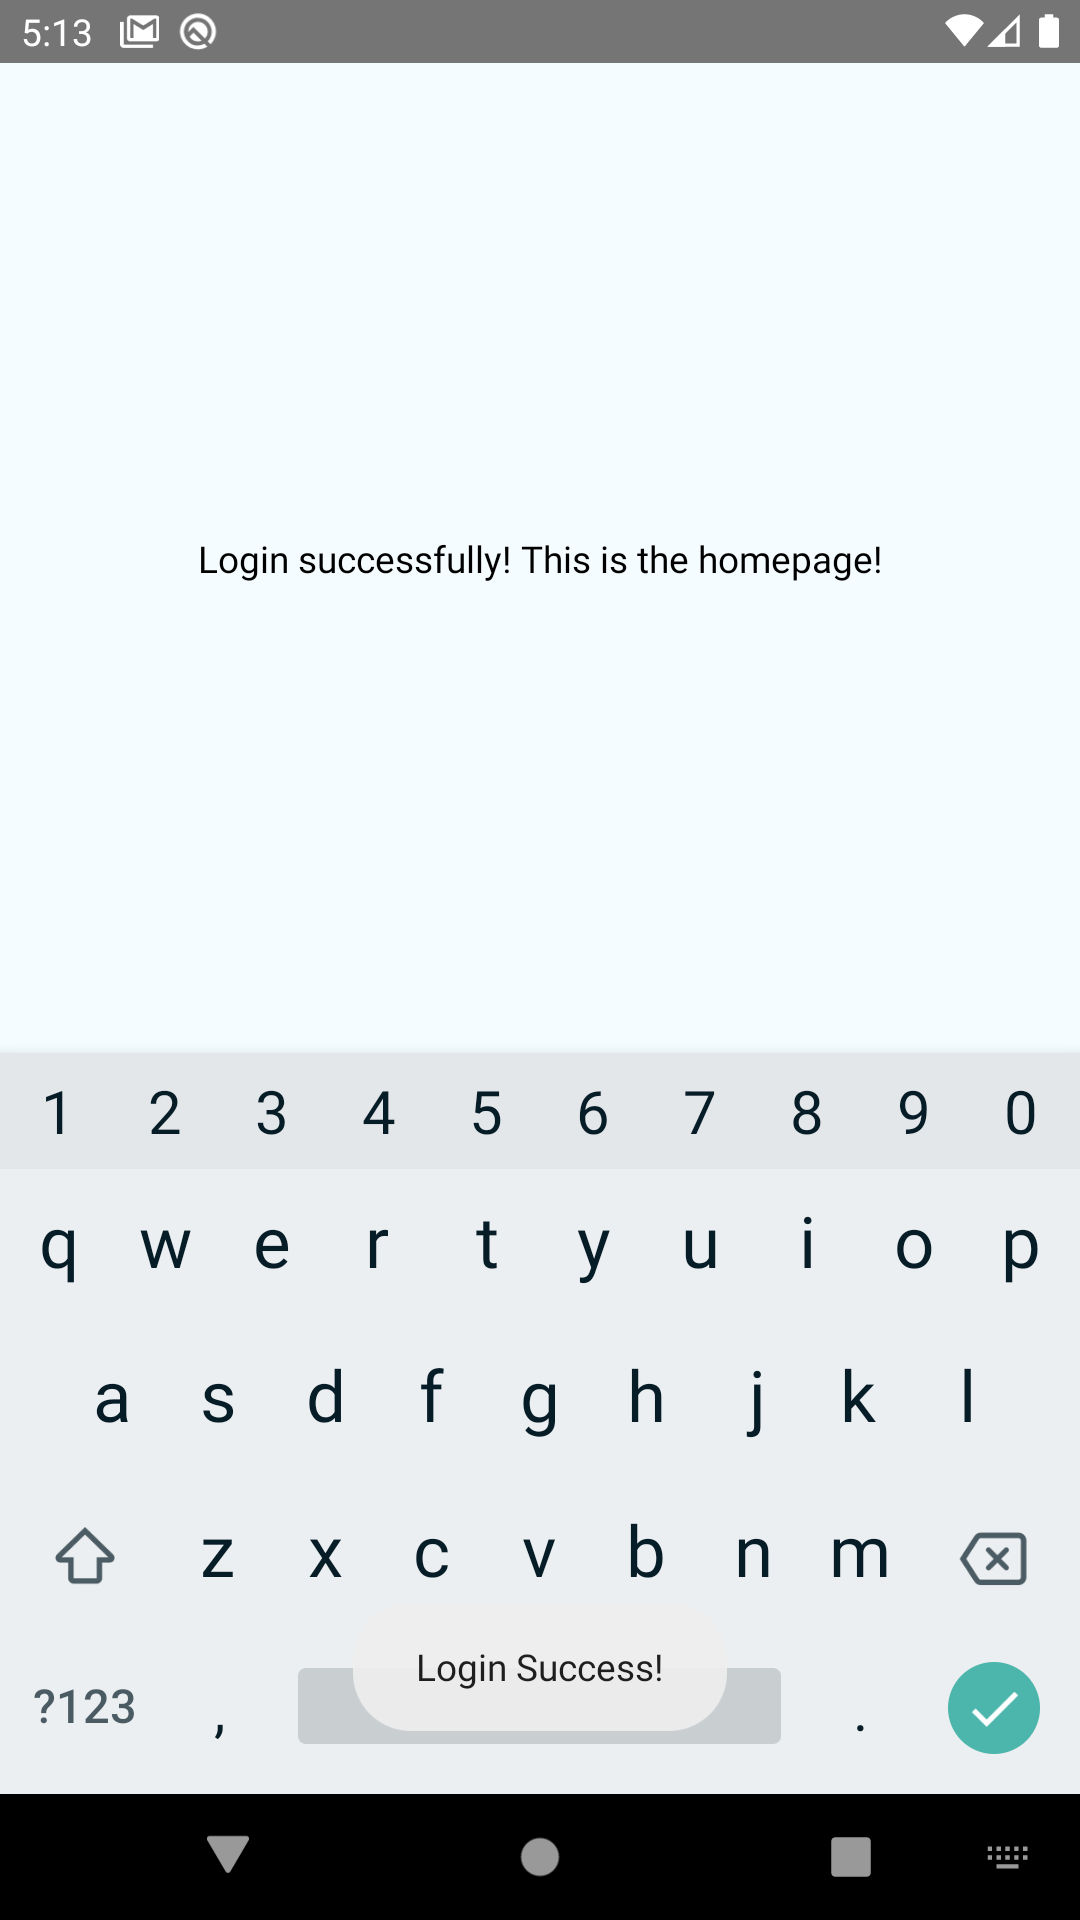 5:13
Login successfully! This is the homepage!
1 2 3 4 5 6 7 8 9 0
q w e r t y u i o p
a s d f g h j k l
z x c v b n m
Login Success!
?123 , .